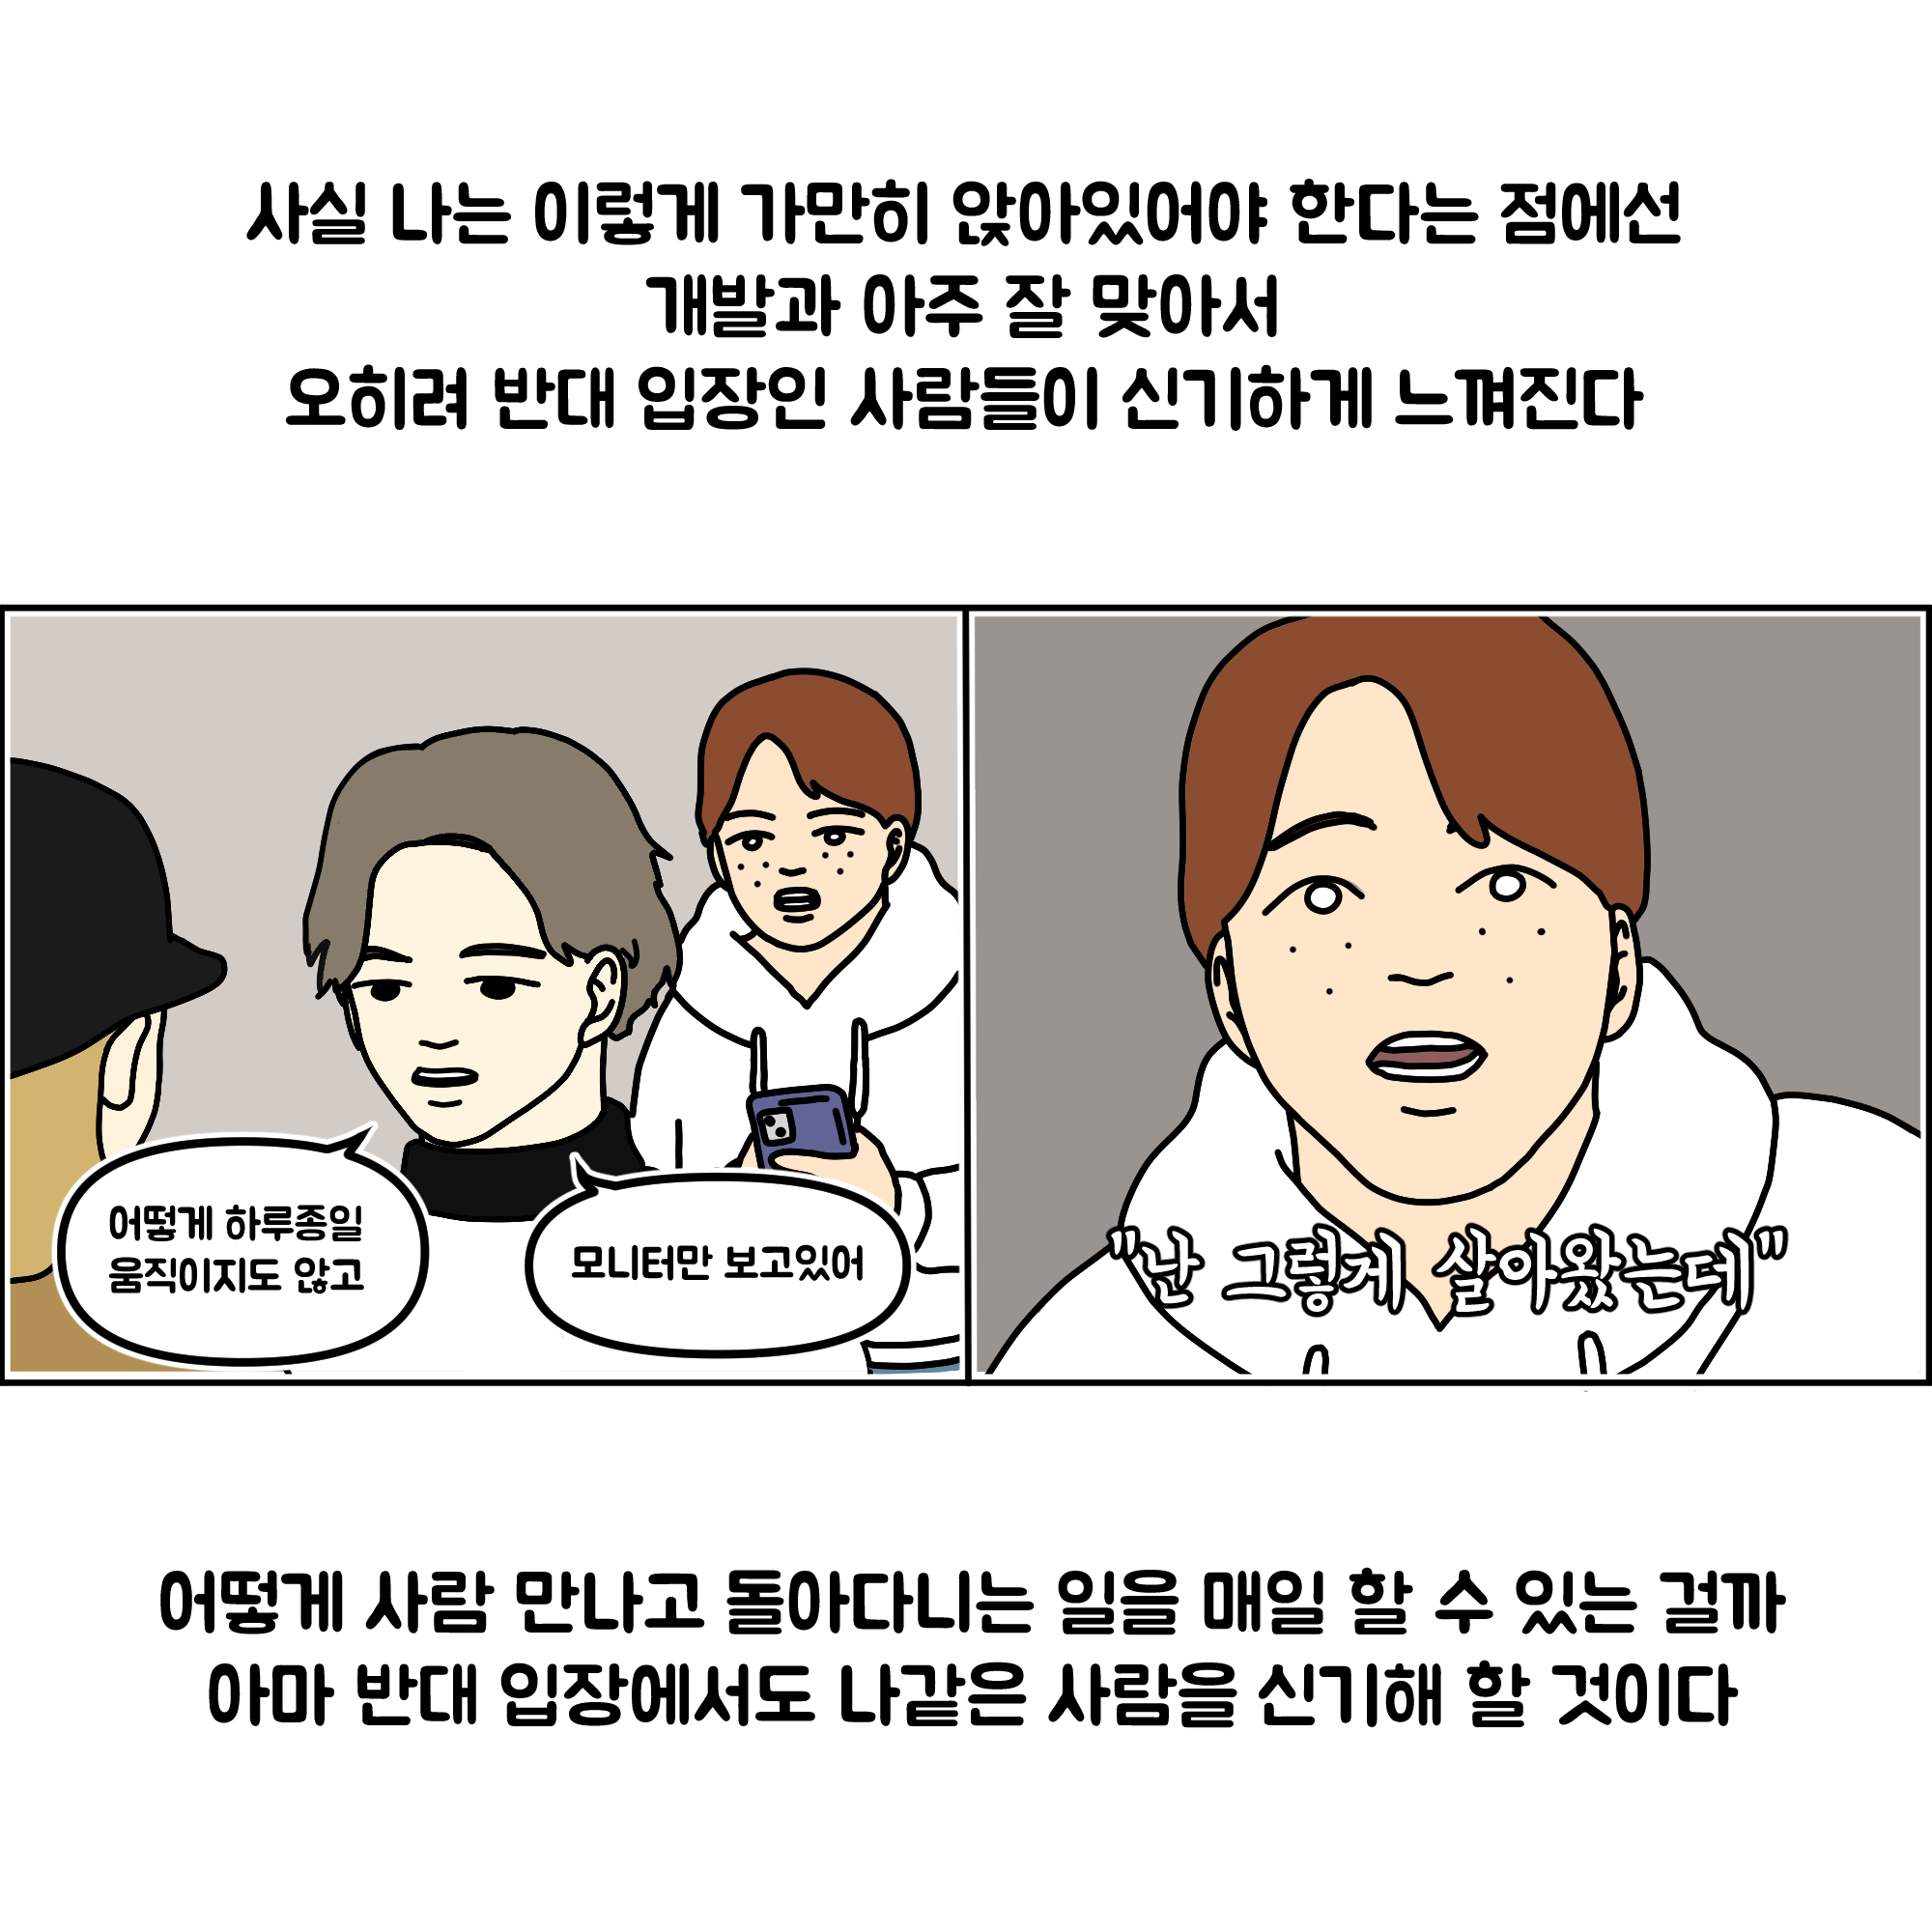 사실 나는 이렇게 가만히 앉아있어야 한다는 점에선
개발과 아주 잘 맞아서
오히려 반대 입장인 사람들이 신기하게 느껴진다
어떻게 하루종일
움직이지도 않고
모니터만 보고있어
"난 그렇게 살아왔는데"
어떻게 사람 만나고 돌아다니는 일을 매일 할 수 있는 걸까
아마 반대 입장에서도 나같은 사람을 신기해 할 것이다